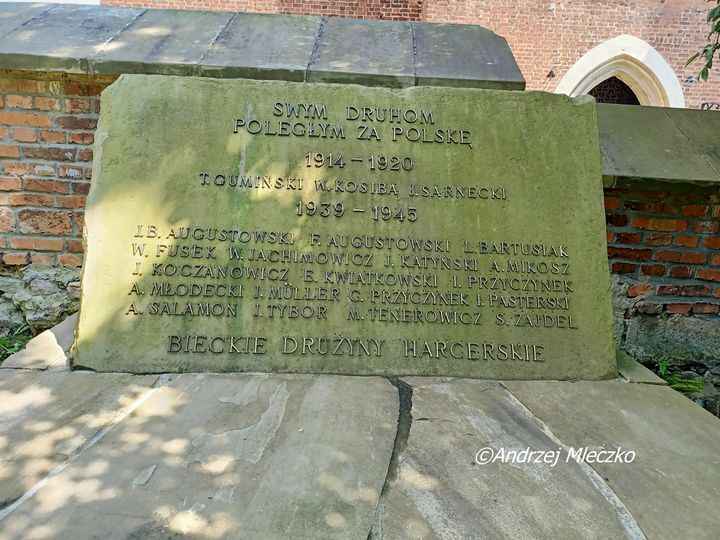 SWYM DRUHOM
POLEGŁYM ZA POLSKĘ
1914 – 1920
T. GUMIŃSKI W. KOSIBA J. SARNECKI
1939 – 1945
J.B. AUGUSTOWSKI F. AUGUSTOWSKI L. BARTUSIAK
W. FUSEK W. JACHIMOWICZ J. KATYŃSKI A. MIKOSZ
J. KOCZANOWICZ E. KWIATKOWSKI I. PRZYCZYNEK
A. MŁODECKI J. MÜLLER G. PRZYCZYNEK I. PASTERSKI
A. SALAMON J. TYBOR M. TENEROWICZ S. ZAJDEL
BIECKIE DRUŻYNY HARCERSKIE
©Andrzej Mleczko